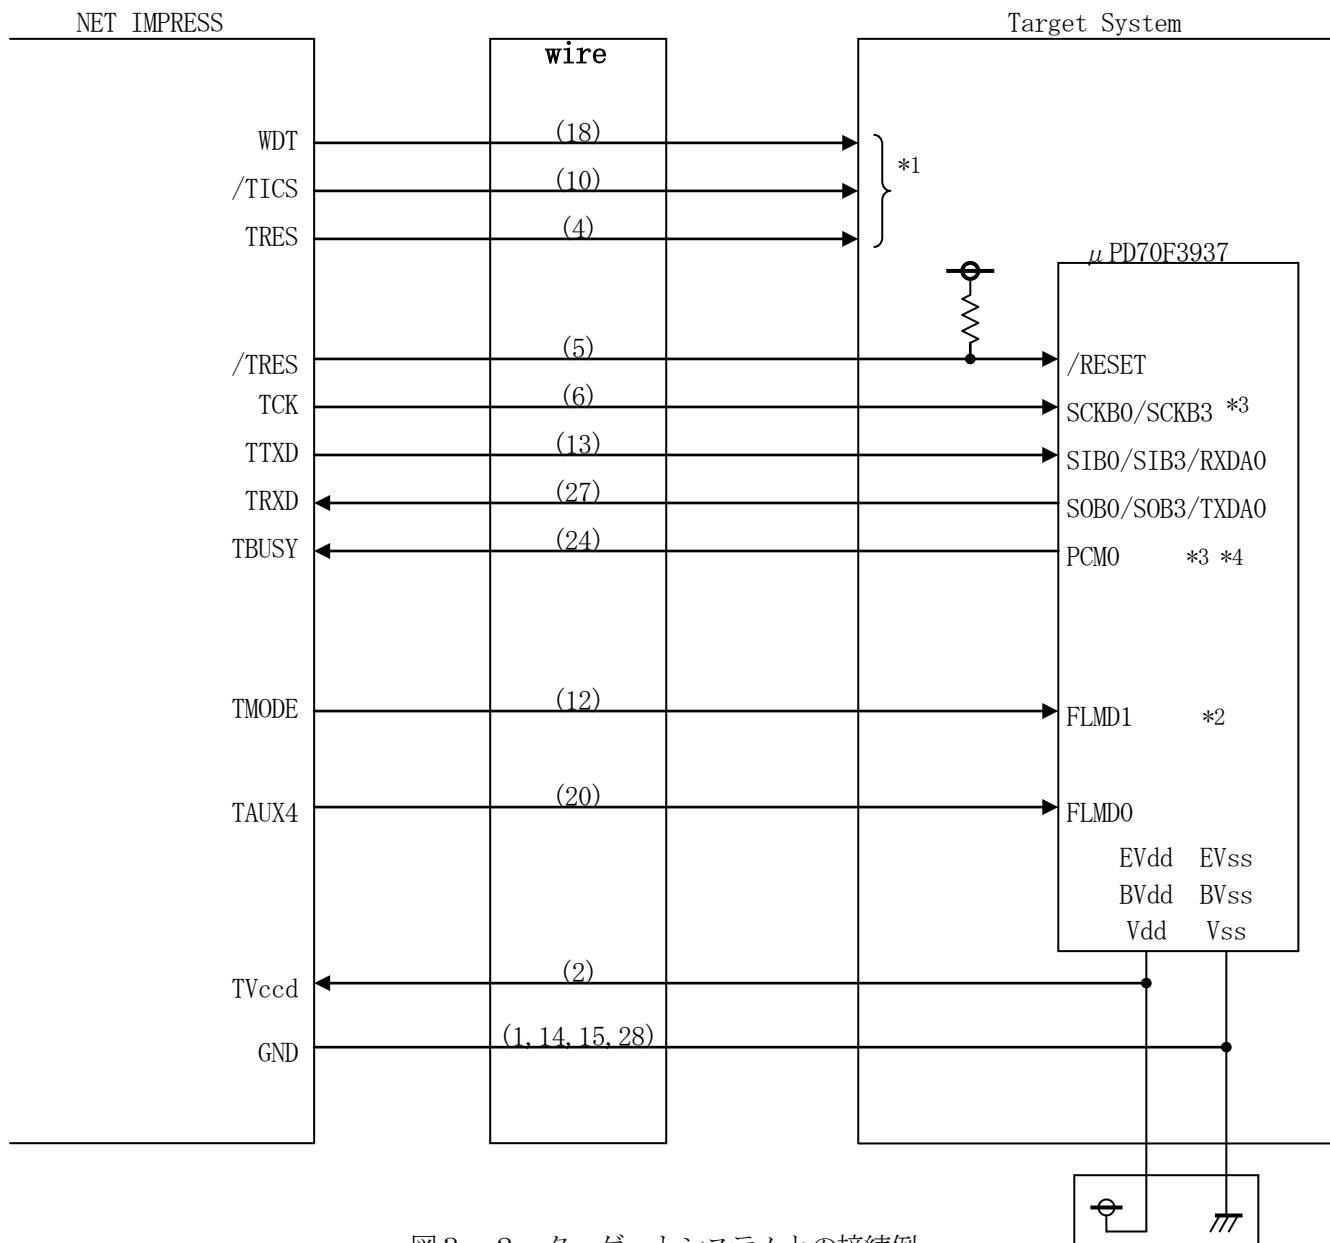 NET IMPRESS
Target System
wire
WDT (18)
*1
/TICS (10)
TRES (4)
μPD70F3937
/TRES (5) /RESET
TCK (6) SCKB0/SCKB3 *3
TTXD (13) SIB0/SIB3/RXDA0
TRXD (27) SOB0/SOB3/TXDA0
TBUSY (24) PCM0 *3 *4
TMODE (12) FLMD1 *2
TAUX4 (20) FLMD0
EVdd EVss
BVdd BVss
Vdd Vss
TVccd (2)
GND (1,14,15,28)